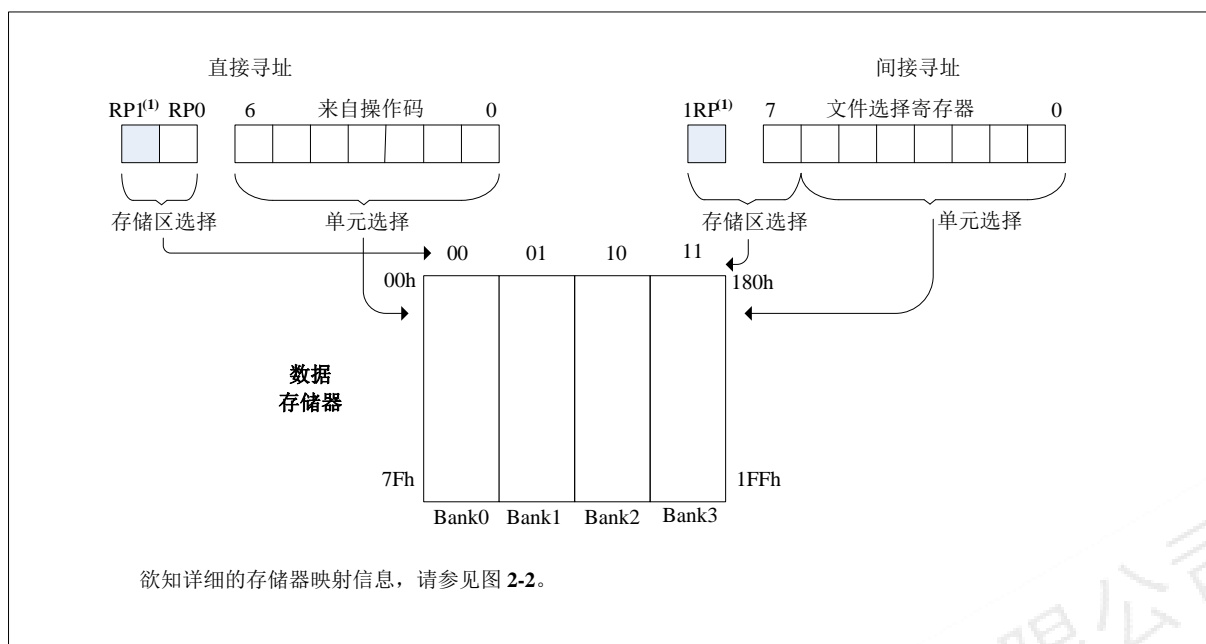 直接寻址
间接寻址
RP1(1) RP0 6 来自操作码 0
1RP(1) 7 文件选择寄存器 0
存储区选择 单元选择
存储区选择 单元选择
00 01 10 11
00h 180h
数据
存储器
7Fh 1FFh
Bank0 Bank1 Bank2 Bank3
欲知详细的存储器映射信息，请参见图 2-2。
限公司